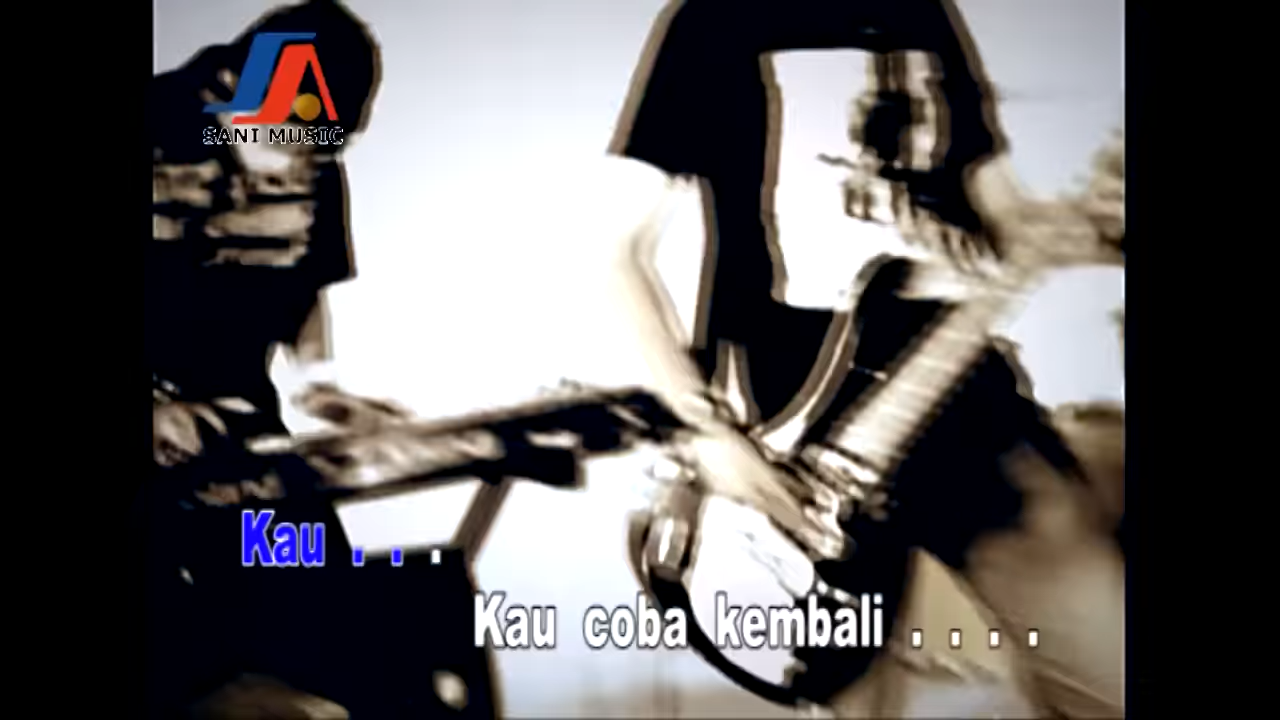 SANI MUSIC
Kau . . .
Kau coba kembali . . . .